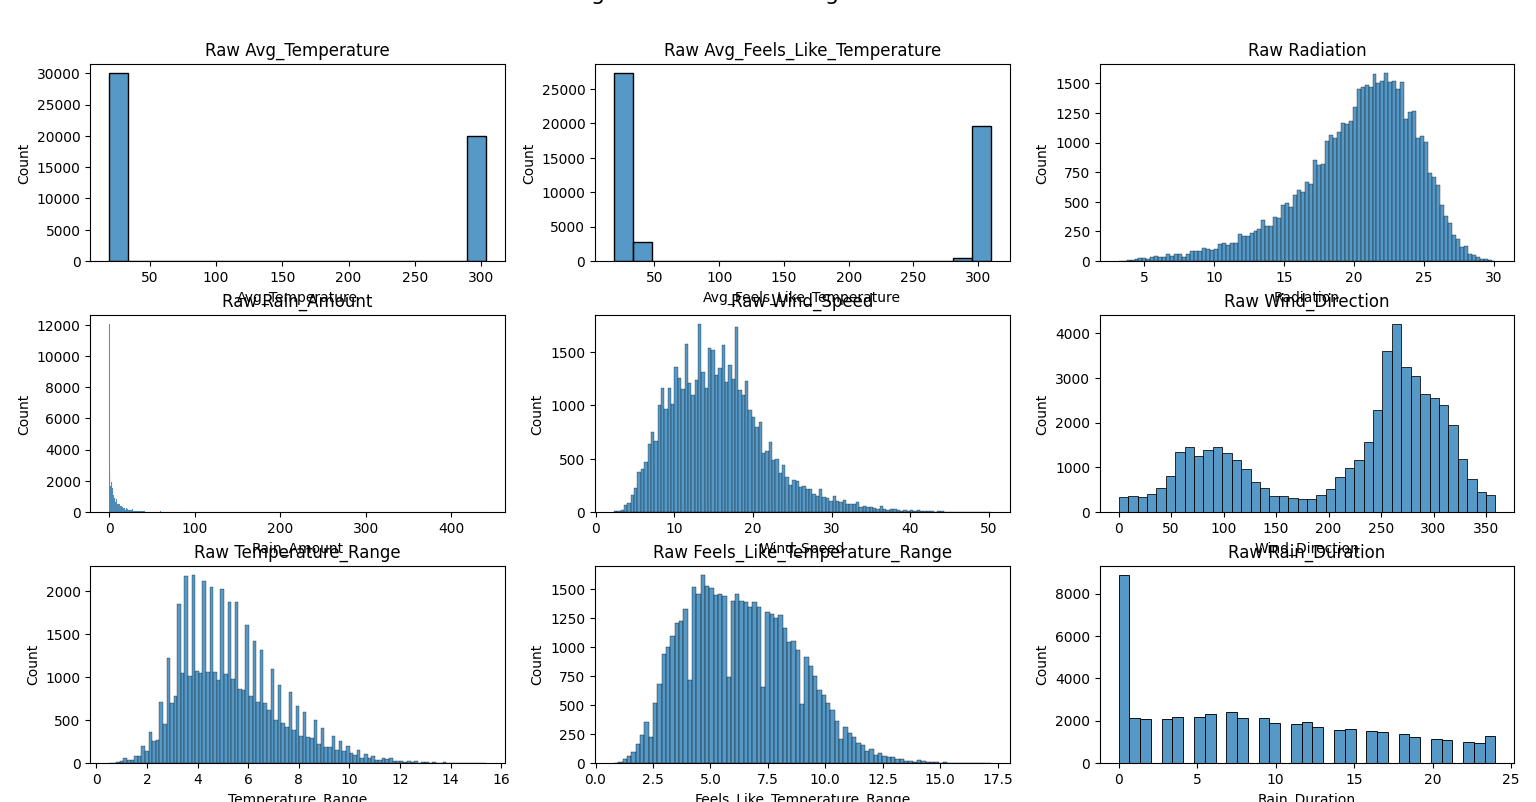 Raw Avg_Temperature
Raw Avg_Feels_Like_Temperature
Raw Radiation
Count
30000
25000
20000
15000
10000
5000
0
50 100 150 200 250 300
Avg_Temperature
Count
25000
20000
15000
10000
5000
0
50 100 150 200 250 300
Avg_Feels_Like_Temperature
Count
1500
1250
1000
750
500
250
0
5 10 15 20 25 30
Radiation
Raw Rain_Amount
Raw Wind_Speed
Raw Wind_Direction
Count
12000
10000
8000
6000
4000
2000
0
0 100 200 300 400
Rain_Amount
Count
1500
1000
500
0
0 10 20 30 40 50
Wind_Speed
Count
4000
3000
2000
1000
0
0 50 100 150 200 250 300 350
Wind_Direction
Raw Temperature_Range
Raw Feels_Like_Temperature_Range
Raw Rain_Duration
Count
2000
1500
1000
500
0
0 2 4 6 8 10 12 14 16
Temperature_Range
Count
1500
1250
1000
750
500
250
0
0.0 2.5 5.0 7.5 10.0 12.5 15.0 17.5
Feels_Like_Temperature_Range
Count
8000
6000
4000
2000
0
0 5 10 15 20 25
Rain_Duration